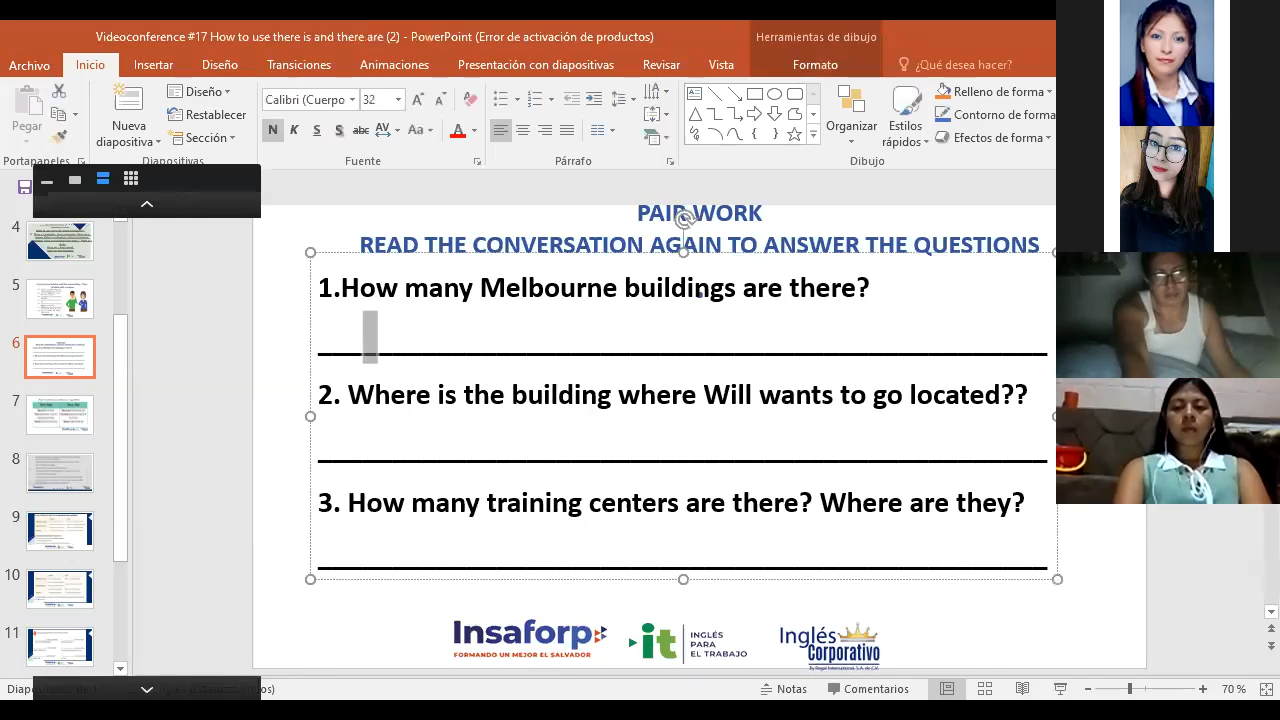 Videoconference #17 How to use there is and there are (2) - PowerPoint (Error de activación de productos)
Herramientas de dibujo
Archivo Inicio Insertar Diseño Transiciones Animaciones Presentación con diapositivas Revisar Vista Formato ¿Qué desea hacer?
Pegar
Nueva diapositiva
Diseño
Restablecer
Sección
Calibri (Cuerpo 32
N K S S abc AV Aa A
Organizar
Estilos rápidos
Relleno de forma
Contorno de forma
Efectos de forma
Portapapeles Diapositivas Fuente Párrafo Dibujo
4
5
6
7
8
9
10
11
PAIR WORK
READ THE CONVERSATION AGAIN TO ANSWER THE QUESTIONS
1.How many Melbourne buildings are there?
2. Where is the building where Will wants to go located??
3. How many training centers are there? Where are they?
Insaforp
FORMANDO UN MEJOR EL SALVADOR
it
INGLÉS
PARA
EL TRABAJO
Inglés
Corporativo
Notas Comentarios 70 %